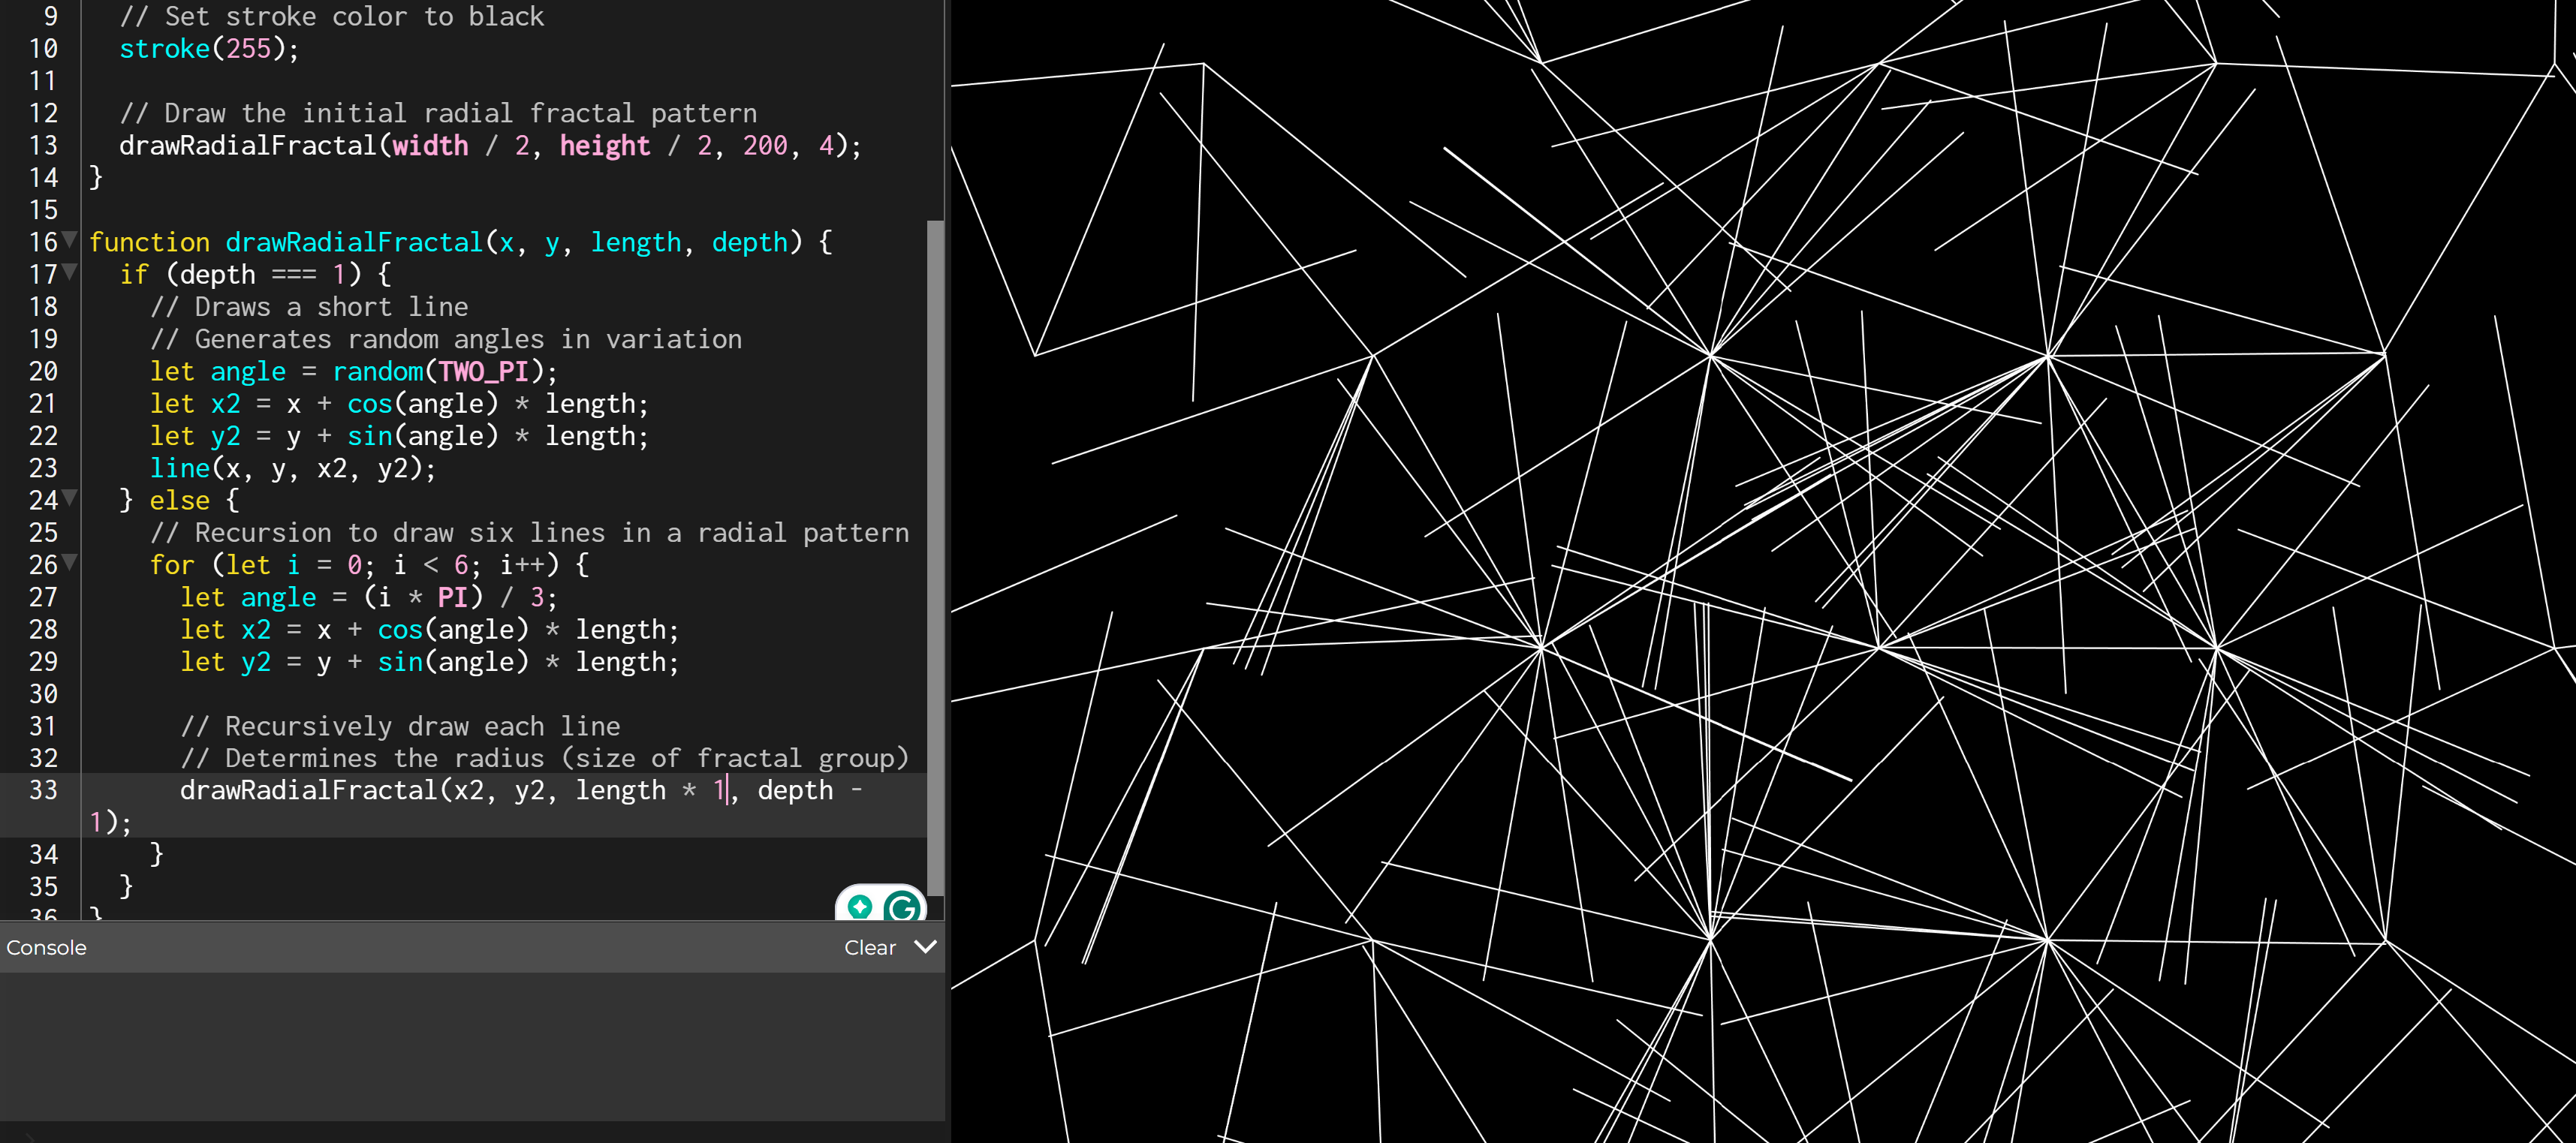 9 // Set stroke color to black
10 stroke(255);
11
12 // Draw the initial radial fractal pattern
13 drawRadialFractal(width / 2, height / 2, 200, 4);
14 }
15
16 function drawRadialFractal(x, y, length, depth) {
17 if (depth === 1) {
18 // Draws a short line
19 // Generates random angles in variation
20 let angle = random(TWO_PI);
21 let x2 = x + cos(angle) * length;
22 let y2 = y + sin(angle) * length;
23 line(x, y, x2, y2);
24 } else {
25 // Recursion to draw six lines in a radial pattern
26 for (let i = 0; i < 6; i++) {
27 let angle = (i * PI) / 3;
28 let x2 = x + cos(angle) * length;
29 let y2 = y + sin(angle) * length;
30
31 // Recursively draw each line
32 // Determines the radius (size of fractal group)
33 drawRadialFractal(x2, y2, length * 1, depth -
1);
34 }
35 }
36 }
Console Clear